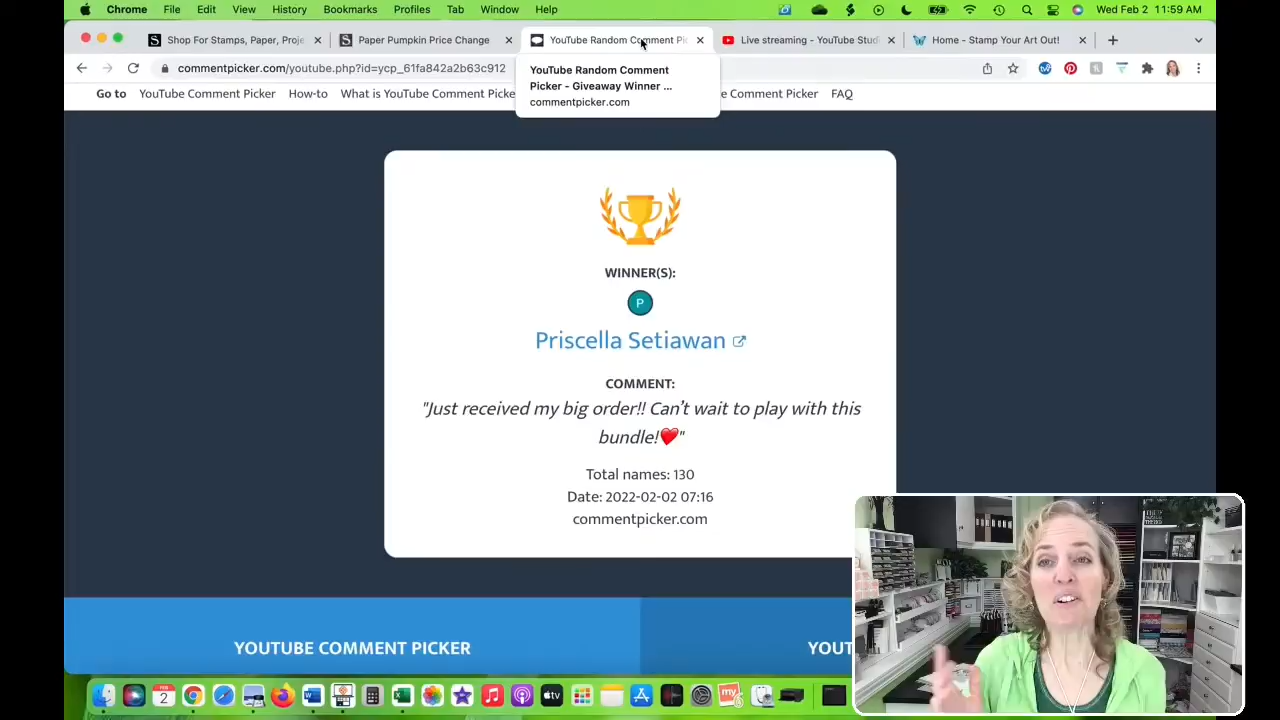 Chrome File Edit View History Bookmarks Profiles Tab Window Help Wed Feb 2 11:59 AM
Shop For Stamps, Paper, Proje
Paper Pumpkin Price Change
YouTube Random Comment Pic
Live streaming - YouTube Stud
Home - Stamp Your Art Out!
commentpicker.com/youtube.php?id=ycp_61fa842a2b63c912
YouTube Random Comment
Picker - Giveaway Winner ...
commentpicker.com
Go to YouTube Comment Picker How-to What is YouTube Comment Picke e Comment Picker FAQ
WINNER(S):
P
Priscella Setiawan
COMMENT:
"Just received my big order!! Can't wait to play with this
bundle!❤️"
Total names: 130
Date: 2022-02-02 07:16
commentpicker.com
YOUTUBE COMMENT PICKER
YOUT
FEB
2
tv
my